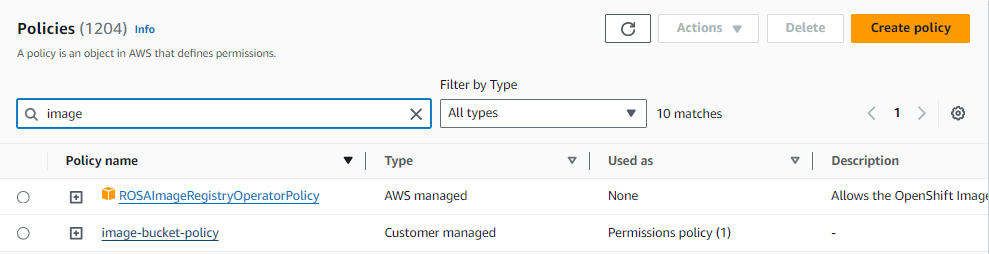 Policies (1204) Info
Actions Delete Create policy
A policy is an object in AWS that defines permissions.
Filter by Type
image All types 10 matches 1
Policy name Type Used as Description
ROSAImageRegistryOperatorPolicy AWS managed None Allows the OpenShift Image
image-bucket-policy Customer managed Permissions policy (1) -